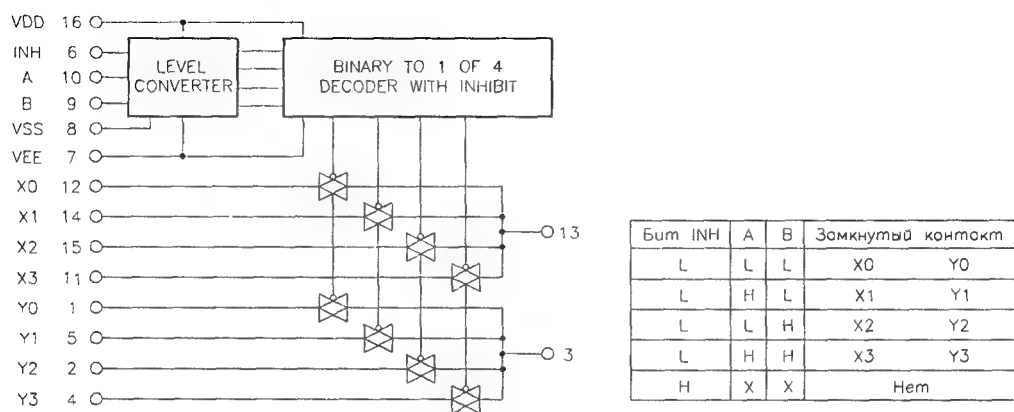 VDD 16
INH 6
A 10
B 9
VSS 8
VEE 7
X0 12
X1 14
X2 15
X3 11
Y0 1
Y1 5
Y2 2
Y3 4
LEVEL
CONVERTER
BINARY TO 1 OF 4
DECODER WITH INHIBIT
13
3
Бит INH A B Замкнутый контакт
L L L X0 Y0
L H L X1 Y1
L L H X2 Y2
L H H X3 Y3
H X X Нет